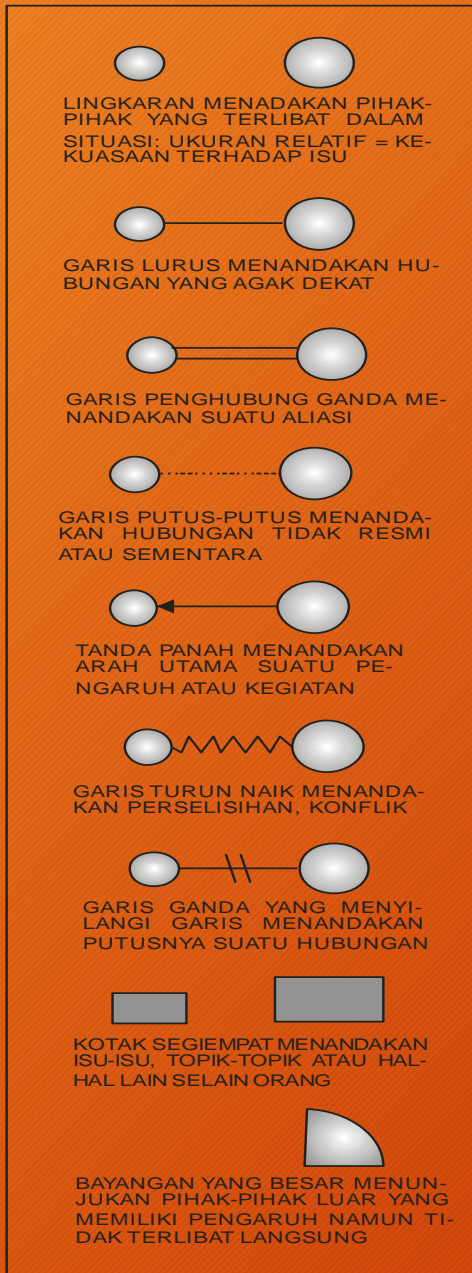 LINGKARAN MENADAKAN PIHAK-
PIHAK YANG TERLIBAT DALAM
SITUASI: UKURAN RELATIF = KE-
KUASAAN TERHADAP ISU
GARIS LURUS MENANDAKAN HU-
BUNGAN YANG AGAK DEKAT
GARIS PENGHUBUNG GANDA ME-
NANDAKAN SUATU ALIASI
GARIS PUTUS-PUTUS MENANDA-
KAN HUBUNGAN TIDAK RESMI
ATAU SEMENTARA
TANDA PANAH MENANDAKAN
ARAH UTAMA SUATU PE-
NGARUH ATAU KEGIATAN
GARIS TURUN NAIK MENANDA-
KAN PERSELISIHAN, KONFLIK
GARIS GANDA YANG MENYI-
LANGI GARIS MENANDAKAN
PUTUSNYA SUATU HUBUNGAN
KOTAK SEGIEMPAT MENANDAKAN
ISU-ISU, TOPIK-TOPIK ATAU HAL-
HAL LAIN SELAIN ORANG
BAYANGAN YANG BESAR MENUN-
JUKAN PIHAK-PIHAK LUAR YANG
MEMILIKI PENGARUH NAMUN TI-
DAK TERLIBAT LANGSUNG